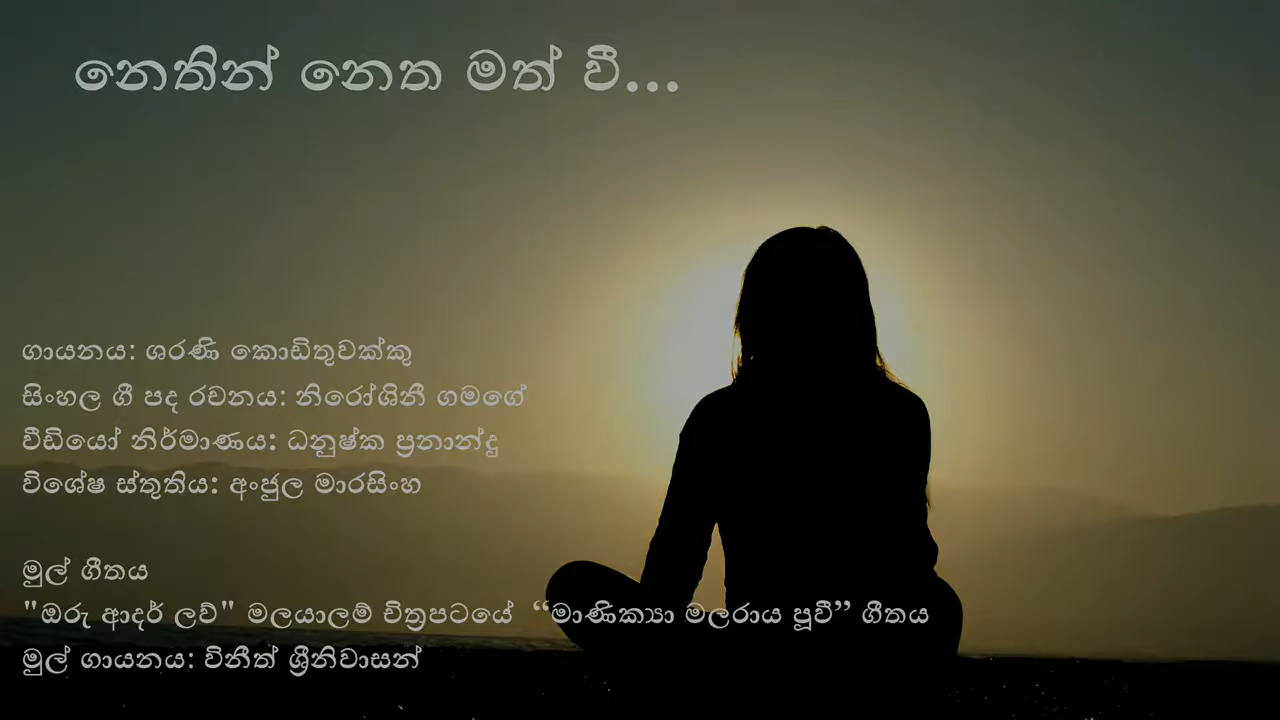 නෙතින් නෙත මත් වී...
ගායනය: ශරණි කොඩිතුවක්කු
සිංහල ගී පද රචනය: නිරෝශිනී ගමගේ
වීඩියෝ නිර්මාණය: ධනුෂ්ක ප්‍රනාන්දු
විශේෂ ස්තුතිය: අංජුල මාරසිංහ
මුල් ගීතය
"ඔරු ආදර් ලව්" මලයාලම් චිත්‍රපටයේ “මාණික්‍යා මලරාය පූවී” ගීතය
මුල් ගායනය: විනීත් ශ්‍රීනිවාසන්